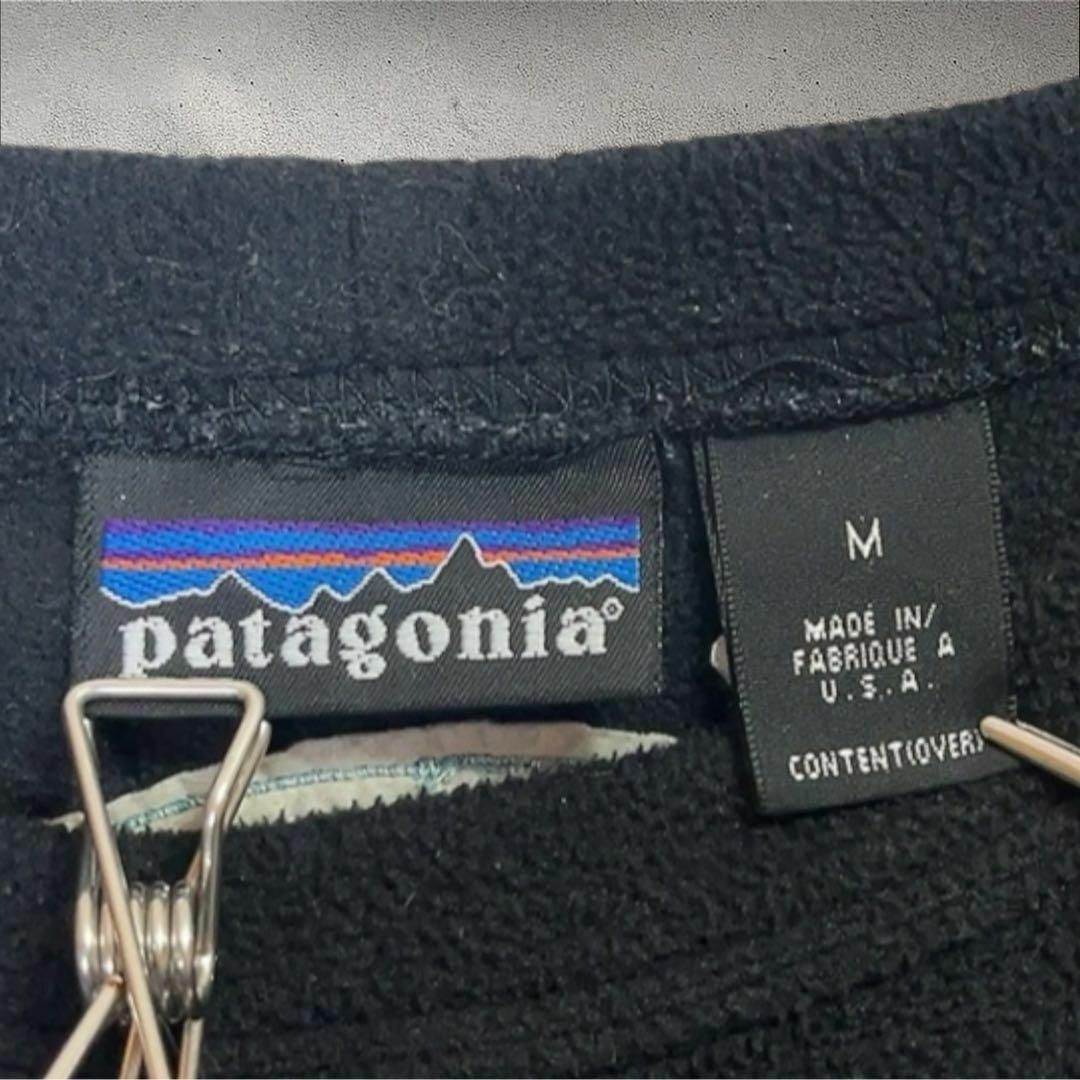 patagonia®
M
MADE IN/
FABRIQUE A
U.S.A.
CONTENT(OVER)